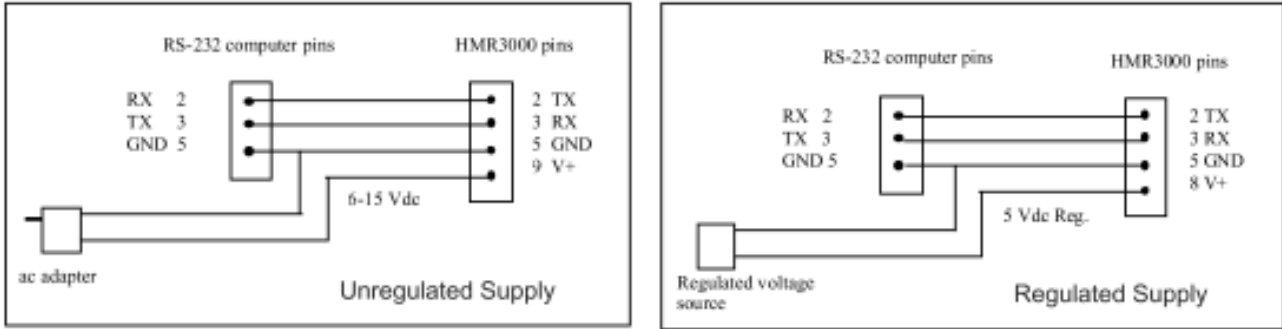 RS-232 computer pins
HMR3000 pins
RX 2
TX 3
GND 5
2 TX
3 RX
5 GND
9 V+
6-15 Vdc
ac adapter
Unregulated Supply
RS-232 computer pins
HMR3000 pins
RX 2
TX 3
GND 5
2 TX
3 RX
5 GND
8 V+
5 Vdc Reg.
Regulated voltage
source
Regulated Supply